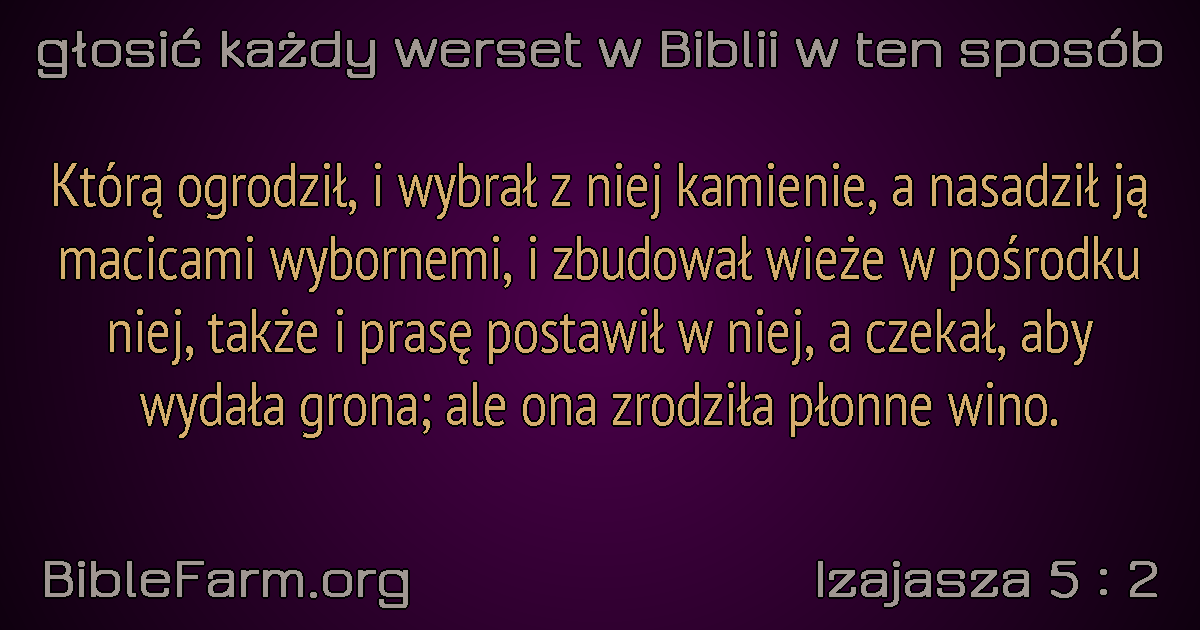 głosić każdy werset w Biblii w ten sposób
Którą ogrodził, i wybrał z niej kamienie, a nasadził ją
macicami wybornemi, i zbudował wieże w pośrodku
niej, także i prasę postawił w niej, a czekał, aby
wydała grona; ale ona zrodziła płonne wino.
BibleFarm.org
Izajasza 5 : 2